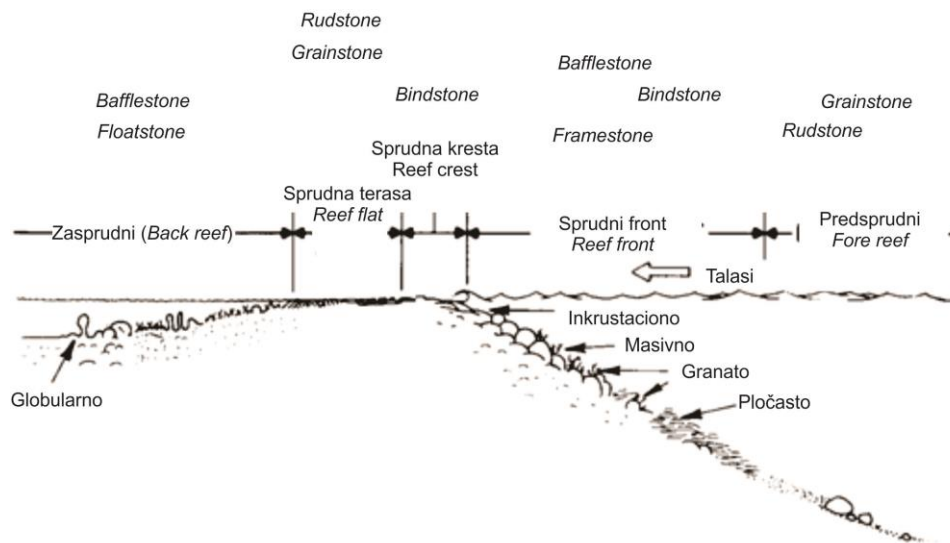 Rudstone
Grainstone
Bafflestone
Floatstone
Bindstone
Bafflestone
Bindstone
Framestone
Grainstone
Rudstone
Sprudna kresta
Reef crest
Sprudna terasa
Reef flat
Zasprudni (Back reef)
Sprudni front
Reef front
Predsprudni
Fore reef
Talasi
Inkrustaciono
Masivno
Granato
Pločasto
Globularno